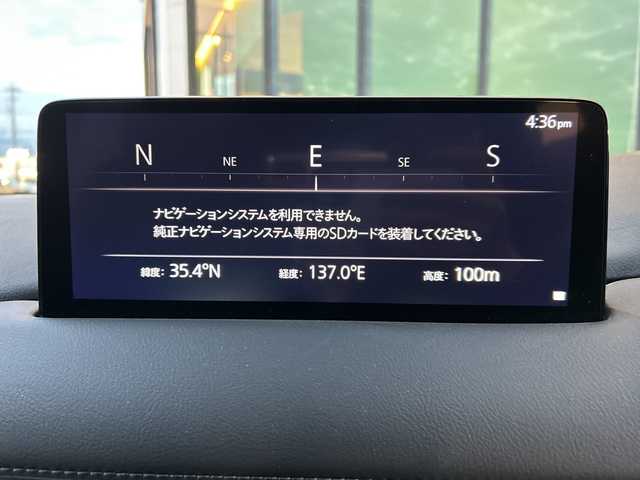 4:36pm
N NE E SE S
ナビゲーションシステムを利用できません。
純正ナビゲーションシステム専用のSDカードを装着してください。
緯度: 35.4°N 経度: 137.0°E 高度: 100m